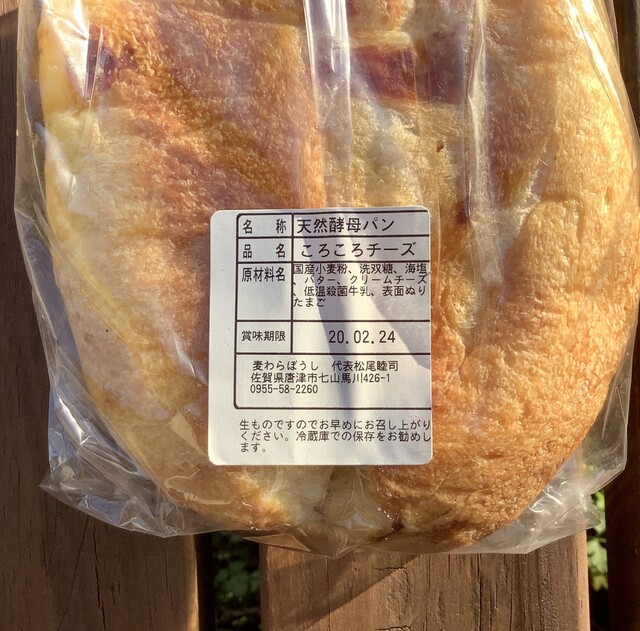 名 称 天然酵母パン
品 名 ころころチーズ
原材料名 国産小麦粉、洗双糖、海塩
、バター、クリームチーズ
、低温殺菌牛乳、表面ぬり
たまご
賞味期限 20.02.24
麦わらぼうし 代表松尾睦司
佐賀県唐津市七山馬川426-1
0955-58-2260
生ものですのでお早めにお召し上がり
ください。冷蔵庫での保存をお勧めし
ます。